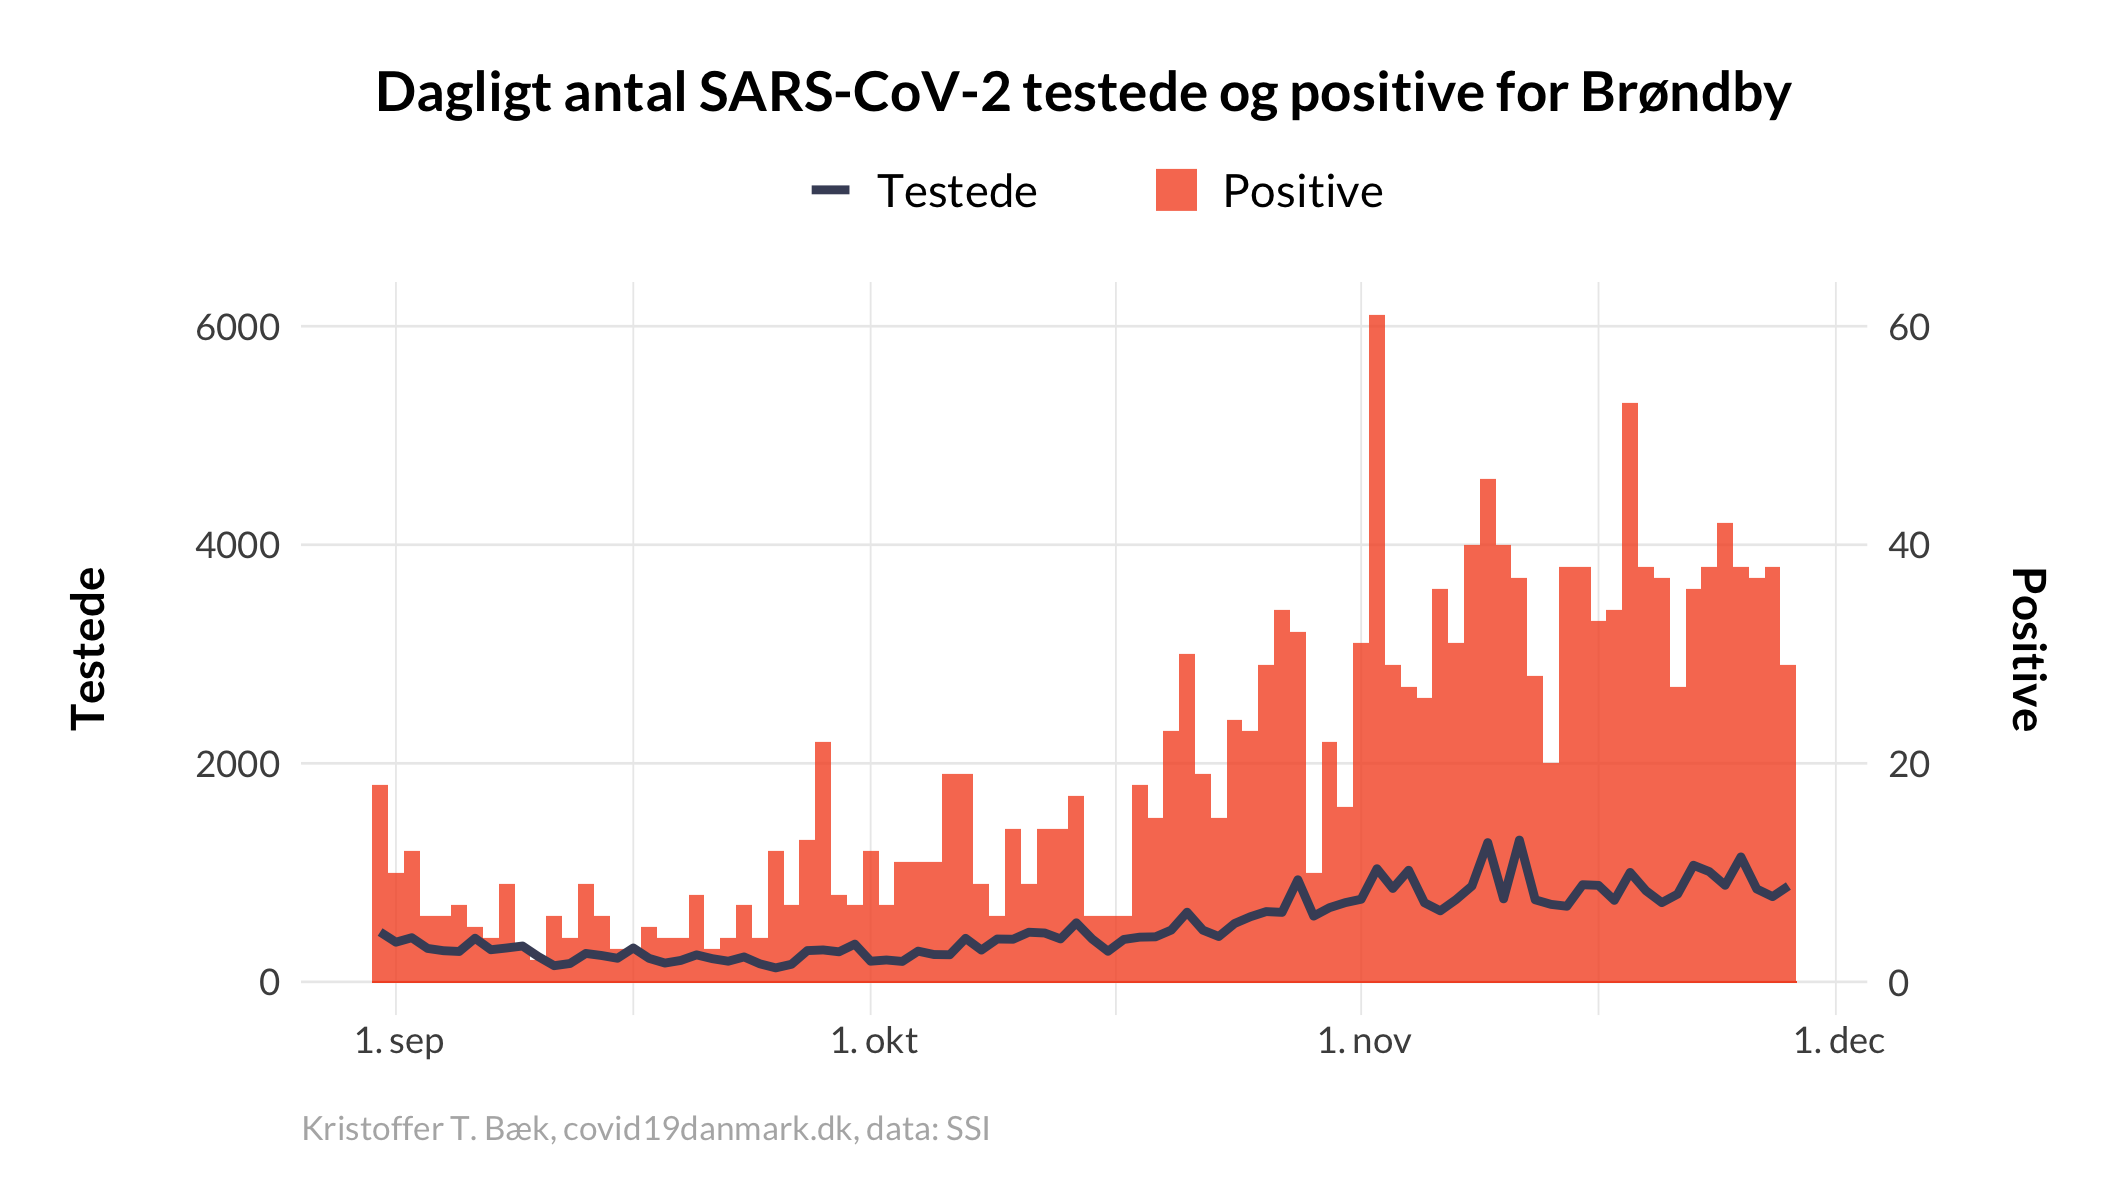 Dagligt antal SARS-CoV-2 testede og positive for Brøndby
Testede
Positive
6000
4000
2000
0
60
40
20
0
Testede
Positive
1. sep
1. okt
1. nov
1. dec
Kristoffer T. Bæk, covid19danmark.dk, data: SSI